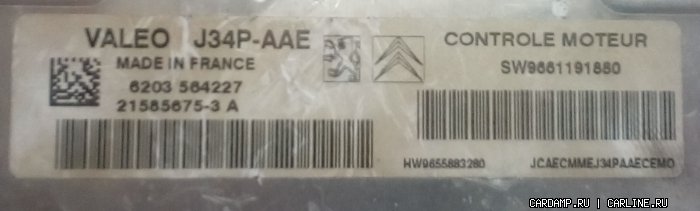 VALEO J34P-AAE
MADE IN FRANCE
6203 564227
21585675-3 A
CONTROLE MOTEUR
SW9661191880
HW9655883280 JCAECMMEJ34PAAECEMO
CARDAMP.RU | CARLINE.RU